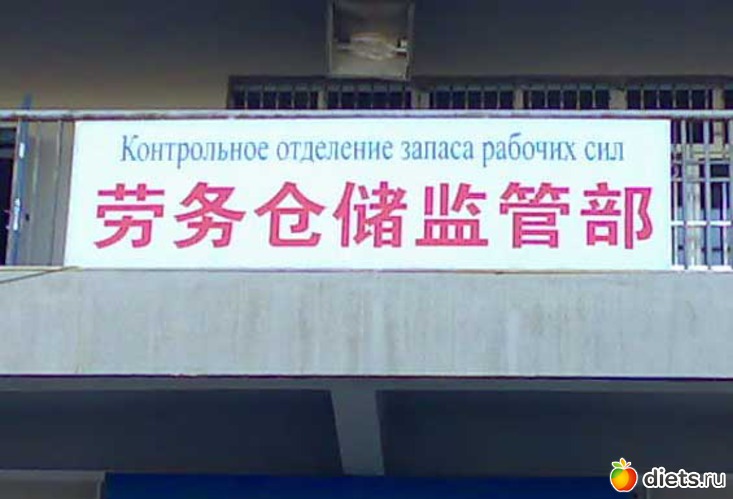 Контрольное отделение запаса рабочих сил
劳务仓储监管部
diets.ru